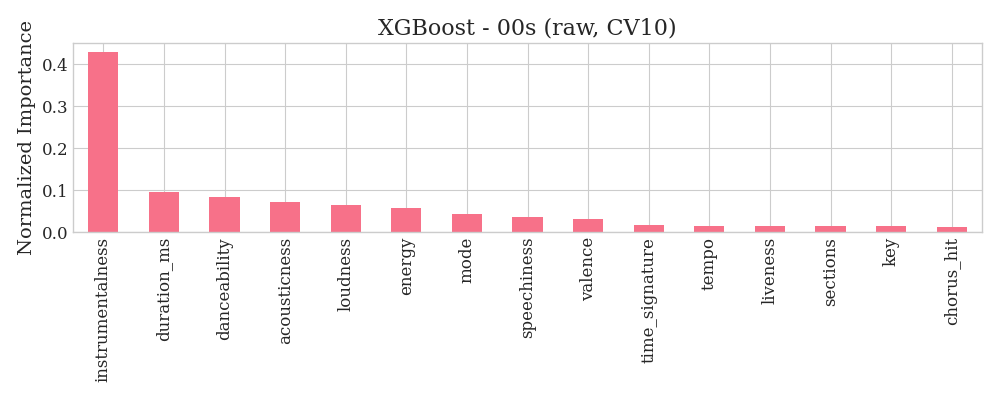 XGBoost - 00s (raw, CV10)
Normalized Importance
0.4
0.3
0.2
0.1
0.0
instrumentalness
duration_ms
danceability
acousticness
loudness
energy
mode
speechiness
valence
time_signature
tempo
liveness
sections
key
chorus_hit